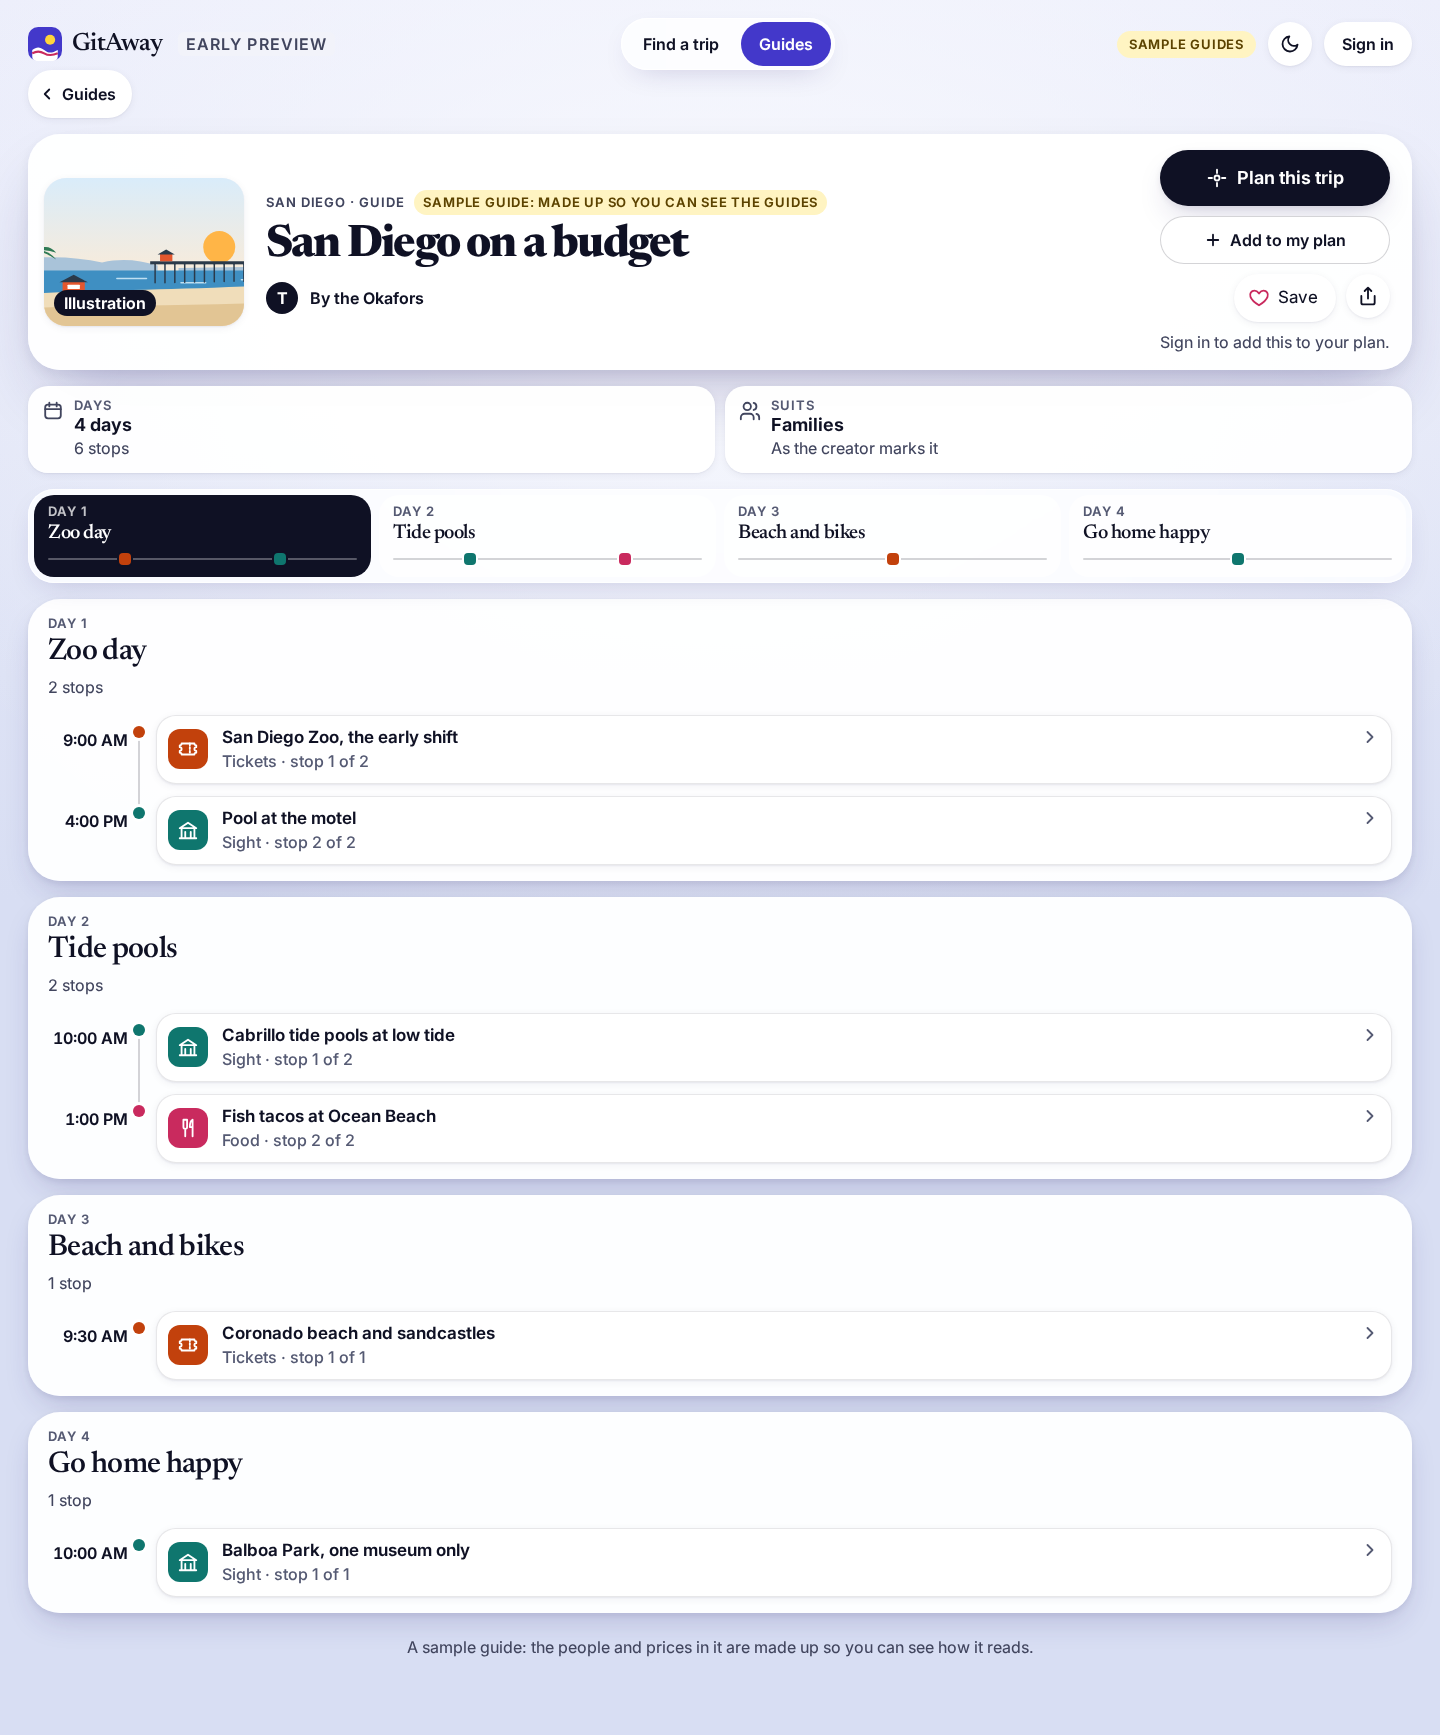 GitAway EARLY PREVIEW
Find a trip
Guides
SAMPLE GUIDES
Sign in
Guides
Illustration
SAN DIEGO · GUIDE
SAMPLE GUIDE: MADE UP SO YOU CAN SEE THE GUIDES
San Diego on a budget
T
By the Okafors
Plan this trip
Add to my plan
Save
Sign in to add this to your plan.
DAYS
4 days
6 stops
SUITS
Families
As the creator marks it
DAY 1
Zoo day
DAY 2
Tide pools
DAY 3
Beach and bikes
DAY 4
Go home happy
DAY 1
Zoo day
2 stops
9:00 AM
San Diego Zoo, the early shift
Tickets · stop 1 of 2
4:00 PM
Pool at the motel
Sight · stop 2 of 2
DAY 2
Tide pools
2 stops
10:00 AM
Cabrillo tide pools at low tide
Sight · stop 1 of 2
1:00 PM
Fish tacos at Ocean Beach
Food · stop 2 of 2
DAY 3
Beach and bikes
1 stop
9:30 AM
Coronado beach and sandcastles
Tickets · stop 1 of 1
DAY 4
Go home happy
1 stop
10:00 AM
Balboa Park, one museum only
Sight · stop 1 of 1
A sample guide: the people and prices in it are made up so you can see how it reads.